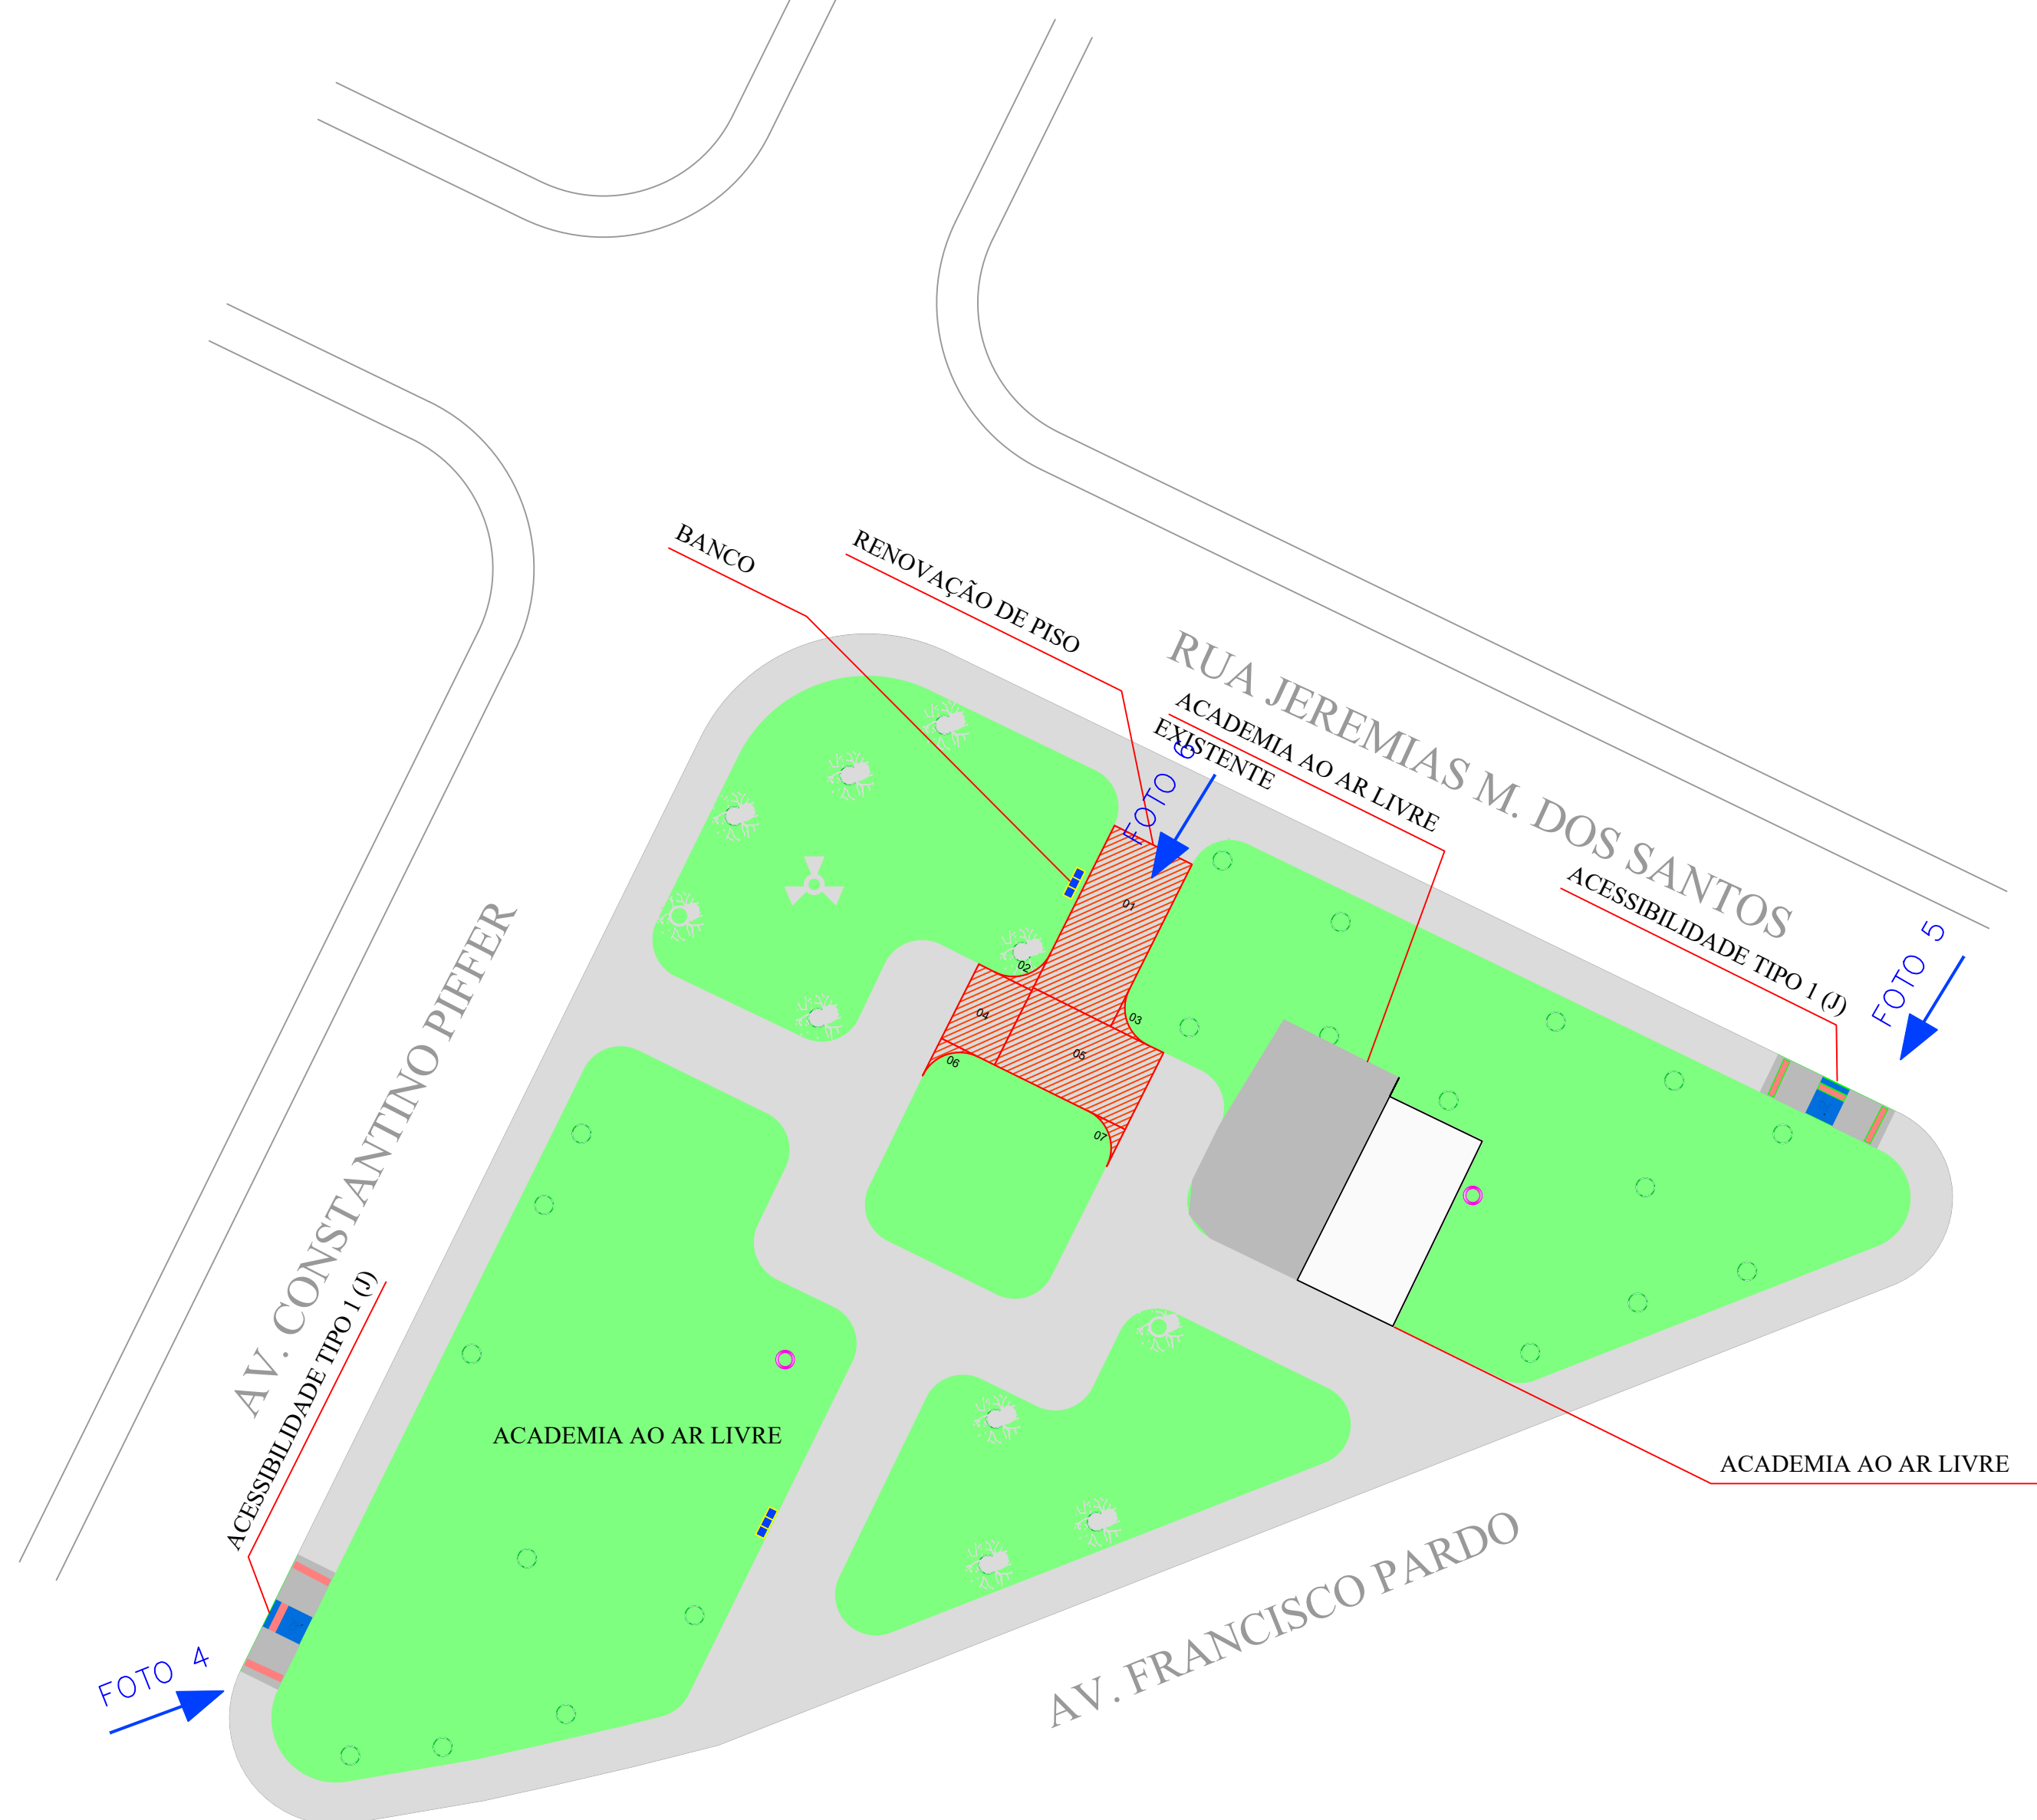 BANCO
RENOVAÇÃO DE PISO
RUA JEREMIAS M. DOS SANTOS
ACADEMIA AO AR LIVRE
EXISTENTE
FOTO 6
ACESSIBILIDADE TIPO 1 (J)
FOTO 5
01
02
03
04
05
06
07
AV. CONSTANTINO PIFFER
ACESSIBILIDADE TIPO 1 (J)
ACADEMIA AO AR LIVRE
ACADEMIA AO AR LIVRE
AV. FRANCISCO PARDO
FOTO 4